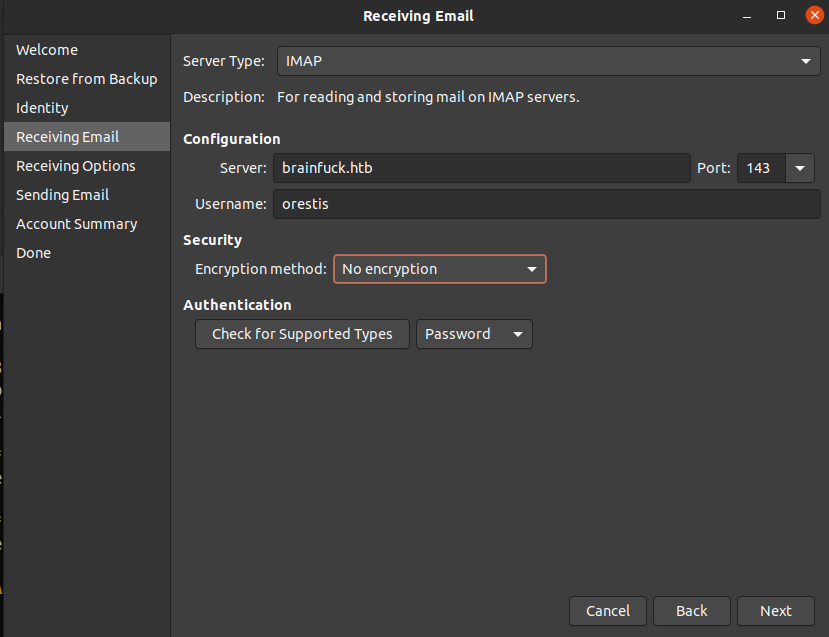 Receiving Email
Welcome
Restore from Backup
Identity
Receiving Email
Receiving Options
Sending Email
Account Summary
Done
Server Type: IMAP
Description: For reading and storing mail on IMAP servers.
Configuration
Server: brainfuck.htb Port: 143
Username: orestis
Security
Encryption method: No encryption
Authentication
Check for Supported Types Password
Cancel Back Next